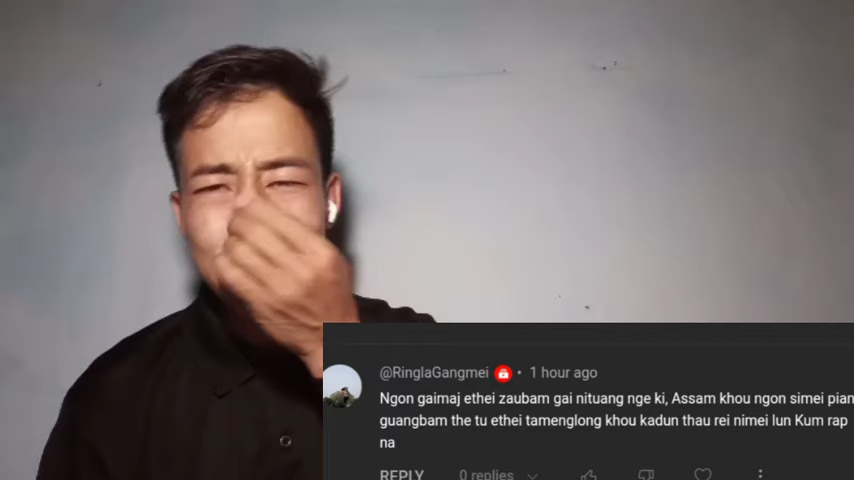 @RinglaGangmei • 1 hour ago
Ngon gaimaj ethei zaubam gai nituang nge ki, Assam khou ngon simei pian
guangbam the tu ethei tamenglong khou kadun thau rei nimei lun Kum rap
na
REPLY 0 replies